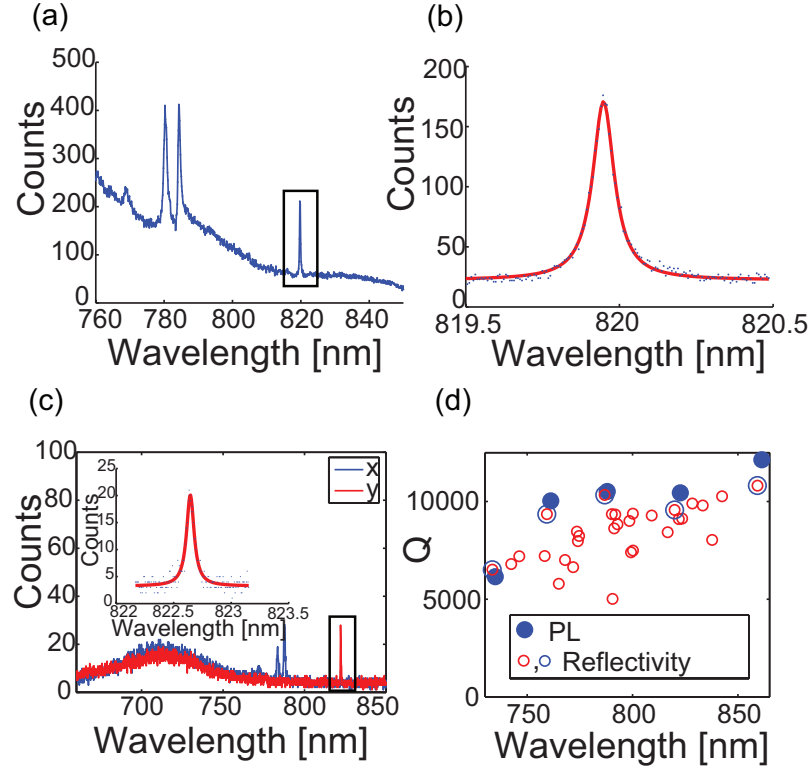 (a)
(b)
500
400
300
200
100
0
Counts
760
780
800
820
840
Wavelength [nm]
200
150
100
50
0
Counts
819.5
820
820.5
Wavelength [nm]
(c)
(d)
100
80
60
40
20
0
Counts
x
y
25
20
15
10
5
0
Counts
822
822.5
823
823.5
Wavelength [nm]
700
750
800
850
Wavelength [nm]
10000
5000
0
Q
PL
, Reflectivity
750
800
850
Wavelength [nm]